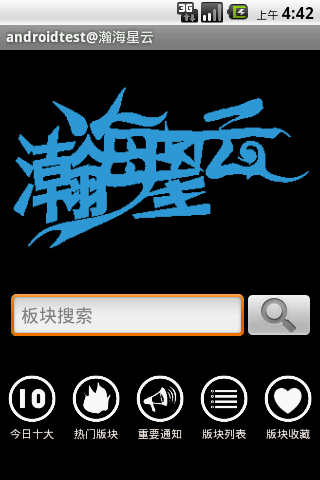 3G
上午 4:42
androidtest@瀚海星云
瀚海星云
板块搜索
10
今日十大
热门版块
重要通知
版块列表
版块收藏